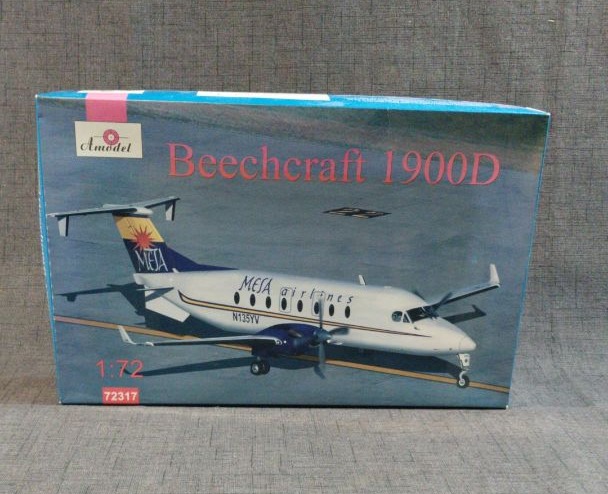 Amodel
Beechcraft 1900D
MESA
MESA airlines
N135YV
1:72
72317